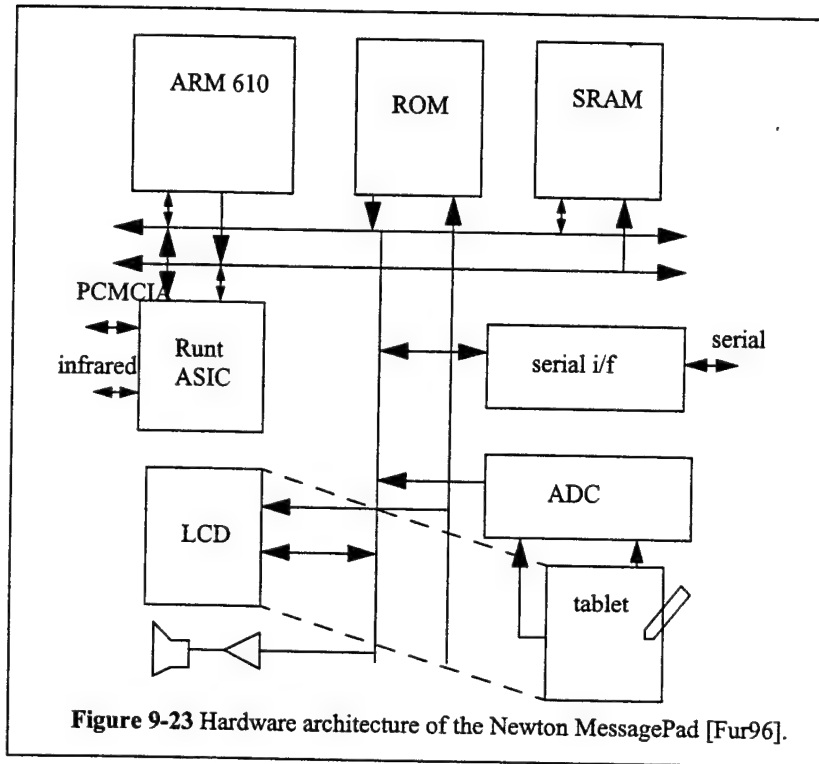 ARM 610
ROM
SRAM
PCMCIA
Runt
ASIC
infrared
serial i/f
serial
ADC
LCD
tablet
Figure 9-23 Hardware architecture of the Newton MessagePad [Fur96].